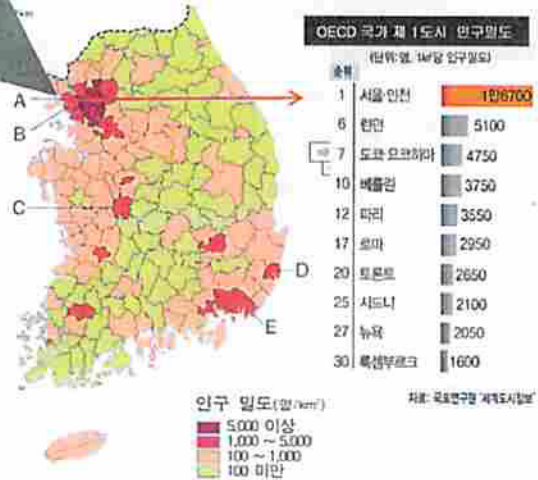 OECD 국가 제 1도시 인구밀도
(단위:명, 1㎢당 인구밀도)
순위
1 서울·인천 1만6700
6 런던 5100
7 도쿄·요코하마 4750
10 베를린 3750
12 파리 3550
17 로마 2950
20 토론토 2650
25 시드니 2100
27 뉴욕 2050
30 룩셈부르크 1600
자료: 국토연구원 '세계도시정보'
A
B
C
D
E
인구 밀도(명/km²)
5,000 이상
1,000 ~ 5,000
100 ~ 1,000
100 미만